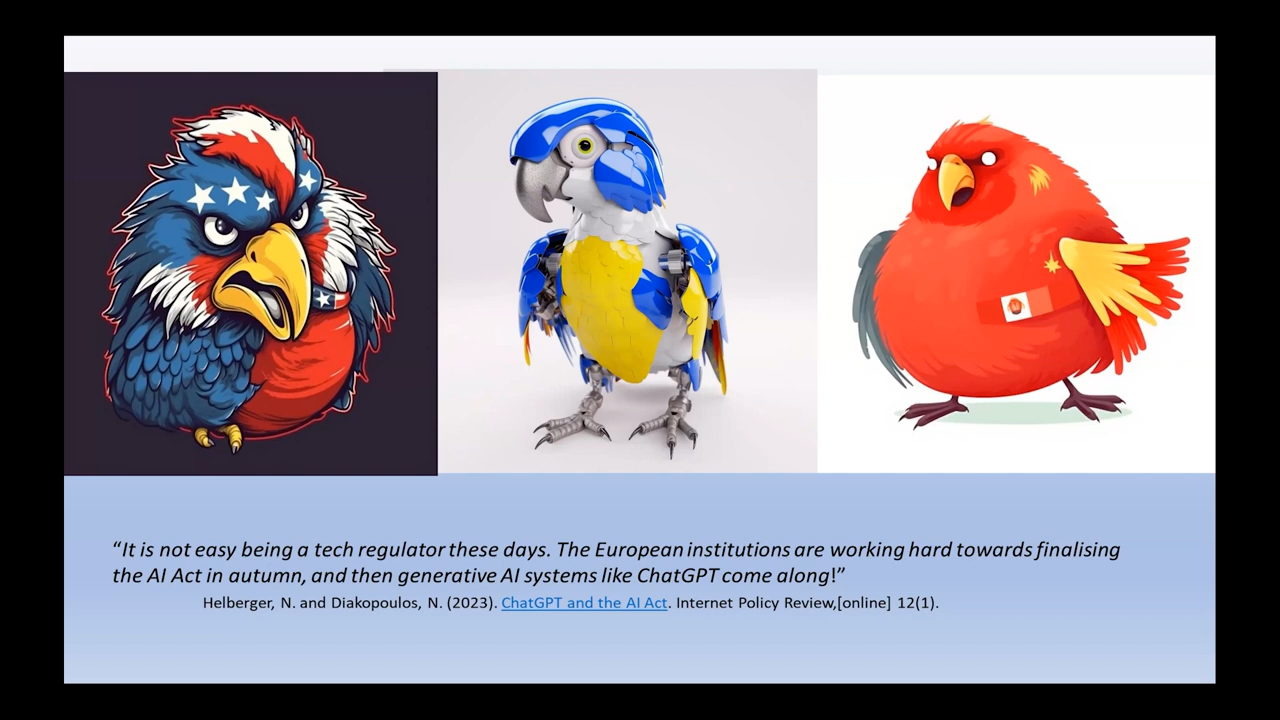 “It is not easy being a tech regulator these days. The European institutions are working hard towards finalising
the AI Act in autumn, and then generative AI systems like ChatGPT come along!”
Helberger, N. and Diakopoulos, N. (2023). ChatGPT and the AI Act. Internet Policy Review,[online] 12(1).